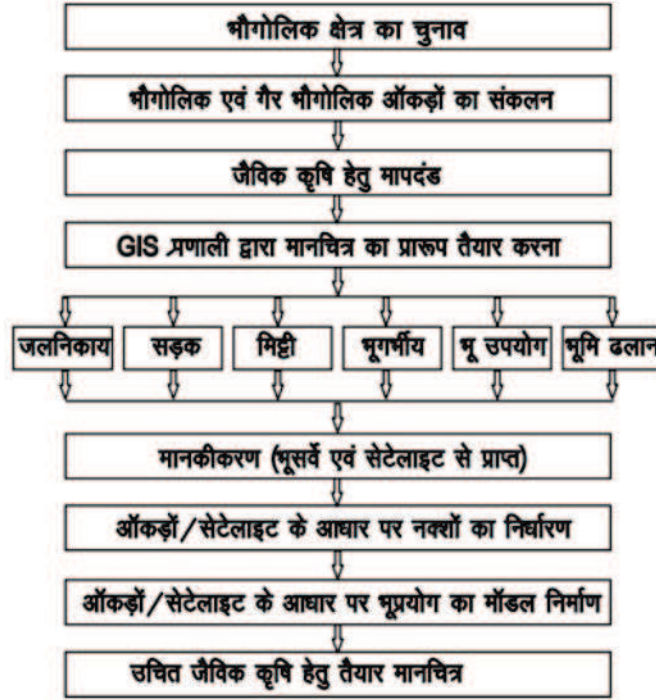 भौगोलिक क्षेत्र का चुनाव
भौगोलिक एवं गैर भौगोलिक ऑकड़ों का संकलन
जैविक कृषि हेतु मापदंड
GIS प्रणाली द्वारा मानचित्र का प्रारूप तैयार करना
जलनिकाय सड़क मिट्टी भूगर्भीय भू उपयोग भूमि ढलान
मानकीकरण (भूसर्वे एवं सेटेलाइट से प्राप्त)
ऑकड़ों/सेटेलाइट के आधार पर नक्शों का निर्धारण
ऑकड़ों/सेटेलाइट के आधार पर भूप्रयोग का मॉडल निर्माण
उचित जैविक कृषि हेतु तैयार मानचित्र